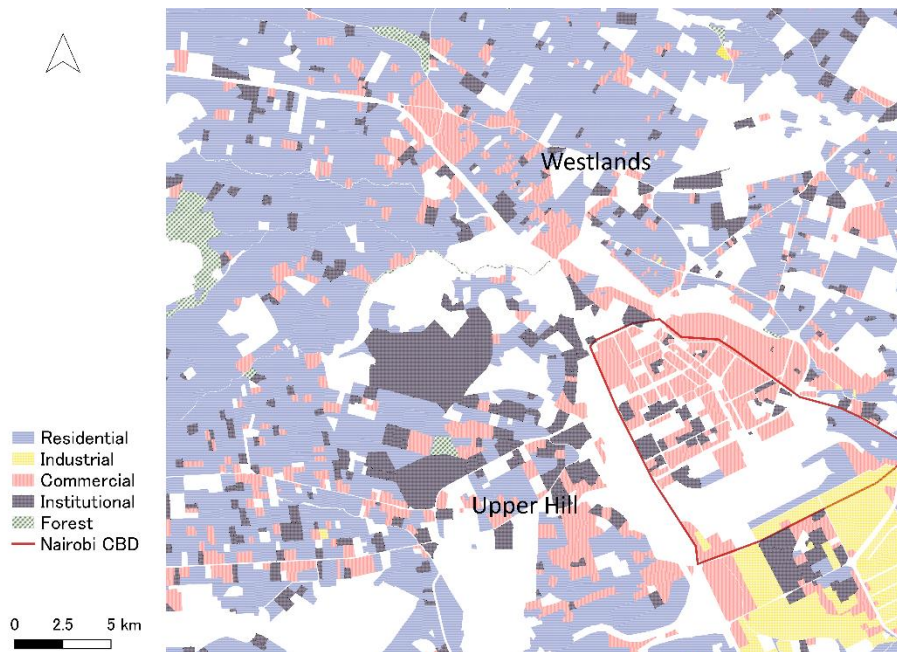 Westlands
Upper Hill
Residential
Industrial
Commercial
Institutional
Forest
Nairobi CBD
0 2.5 5 km